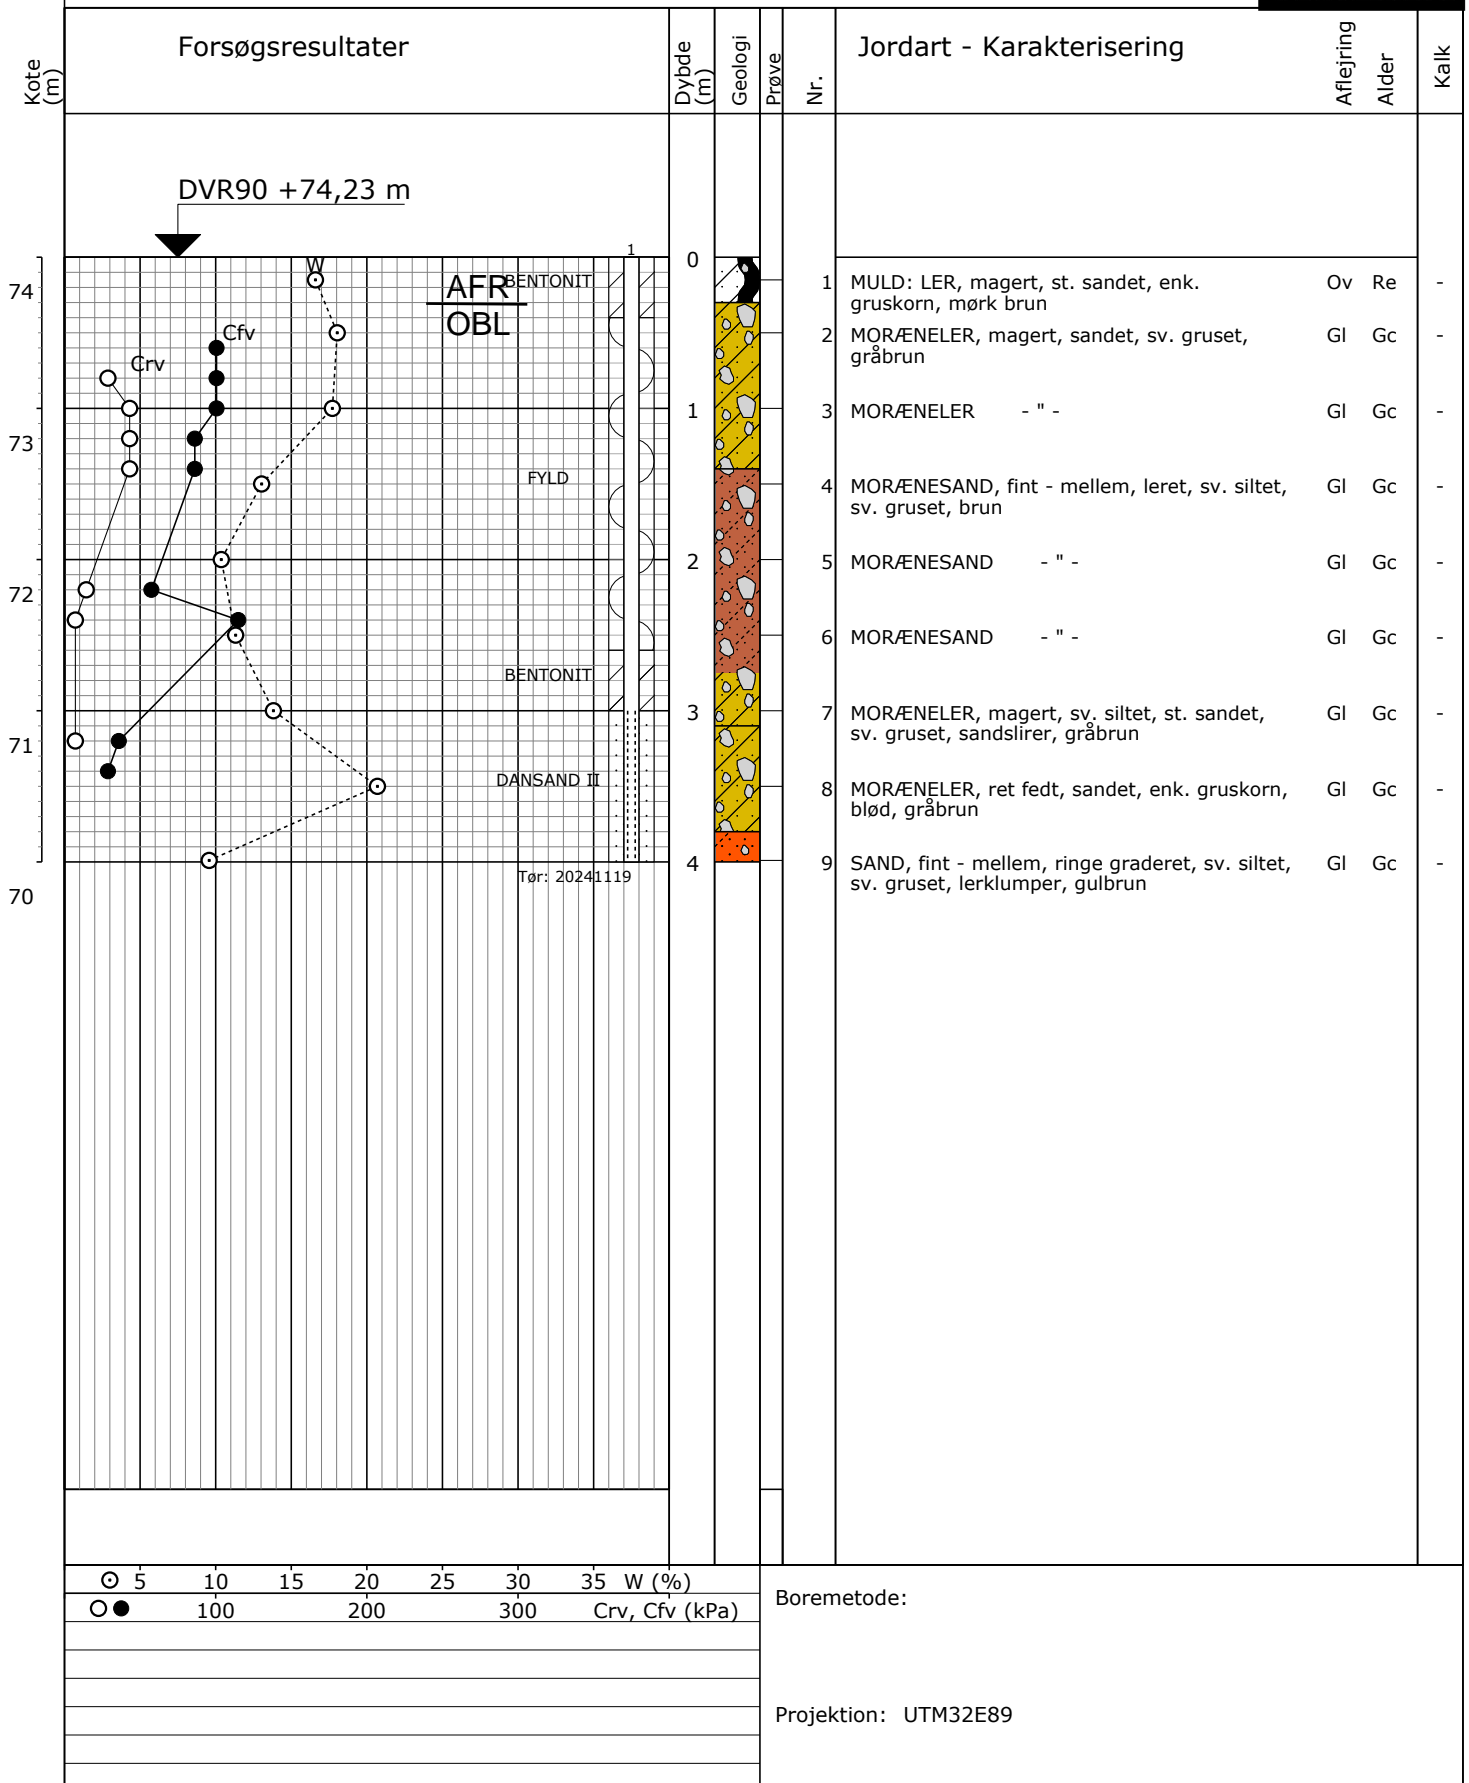 Kote (m)
Forsøgsresultater
Dybde (m)
Geologi
Prøve
Nr.
Jordart - Karakterisering
Aflejring
Alder
Kalk
DVR90 +74,23 m
1
W
AFR
OBL
BENTONIT
Cfv
Crv
FYLD
BENTONIT
DANSAND II
Tør: 20241119
74
73
72
71
70
0
1
2
3
4
1 MULD: LER, magert, st. sandet, enk. Ov Re -
gruskorn, mørk brun
2 MORÆNELER, magert, sandet, sv. gruset, Gl Gc -
gråbrun
3 MORÆNELER - " - Gl Gc -
4 MORÆNESAND, fint - mellem, leret, sv. siltet, Gl Gc -
sv. gruset, brun
5 MORÆNESAND - " - Gl Gc -
6 MORÆNESAND - " - Gl Gc -
7 MORÆNELER, magert, sv. siltet, st. sandet, Gl Gc -
sv. gruset, sandslirer, gråbrun
8 MORÆNELER, ret fedt, sandet, enk. gruskorn, Gl Gc -
blød, gråbrun
9 SAND, fint - mellem, ringe graderet, sv. siltet, Gl Gc -
sv. gruset, lerklumper, gulbrun
5 10 15 20 25 30 35 W (%)
100 200 300 Crv, Cfv (kPa)
Boremetode:
Projektion: UTM32E89